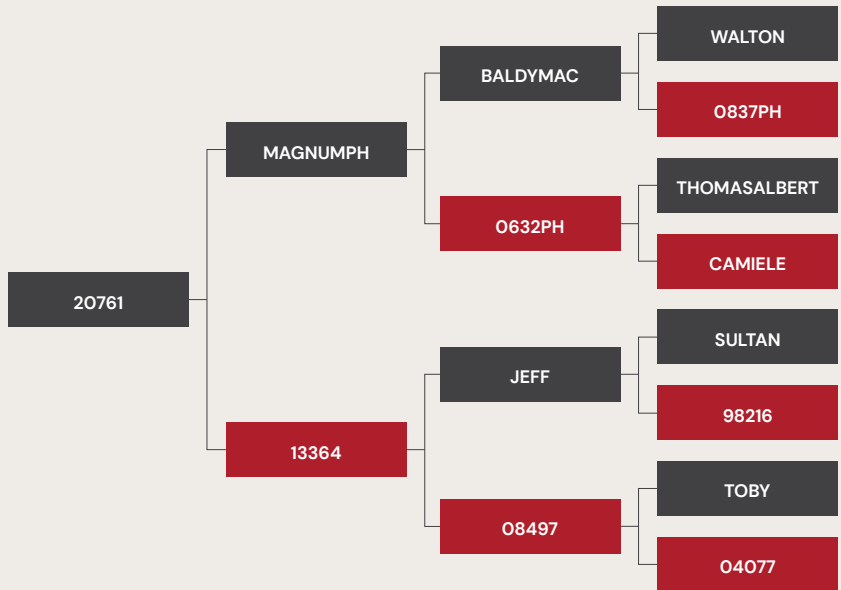 WALTON
BALDYMAC
0837PH
MAGNUMPH
THOMASALBERT
0632PH
CAMIELE
20761
SULTAN
JEFF
98216
13364
TOBY
08497
04077